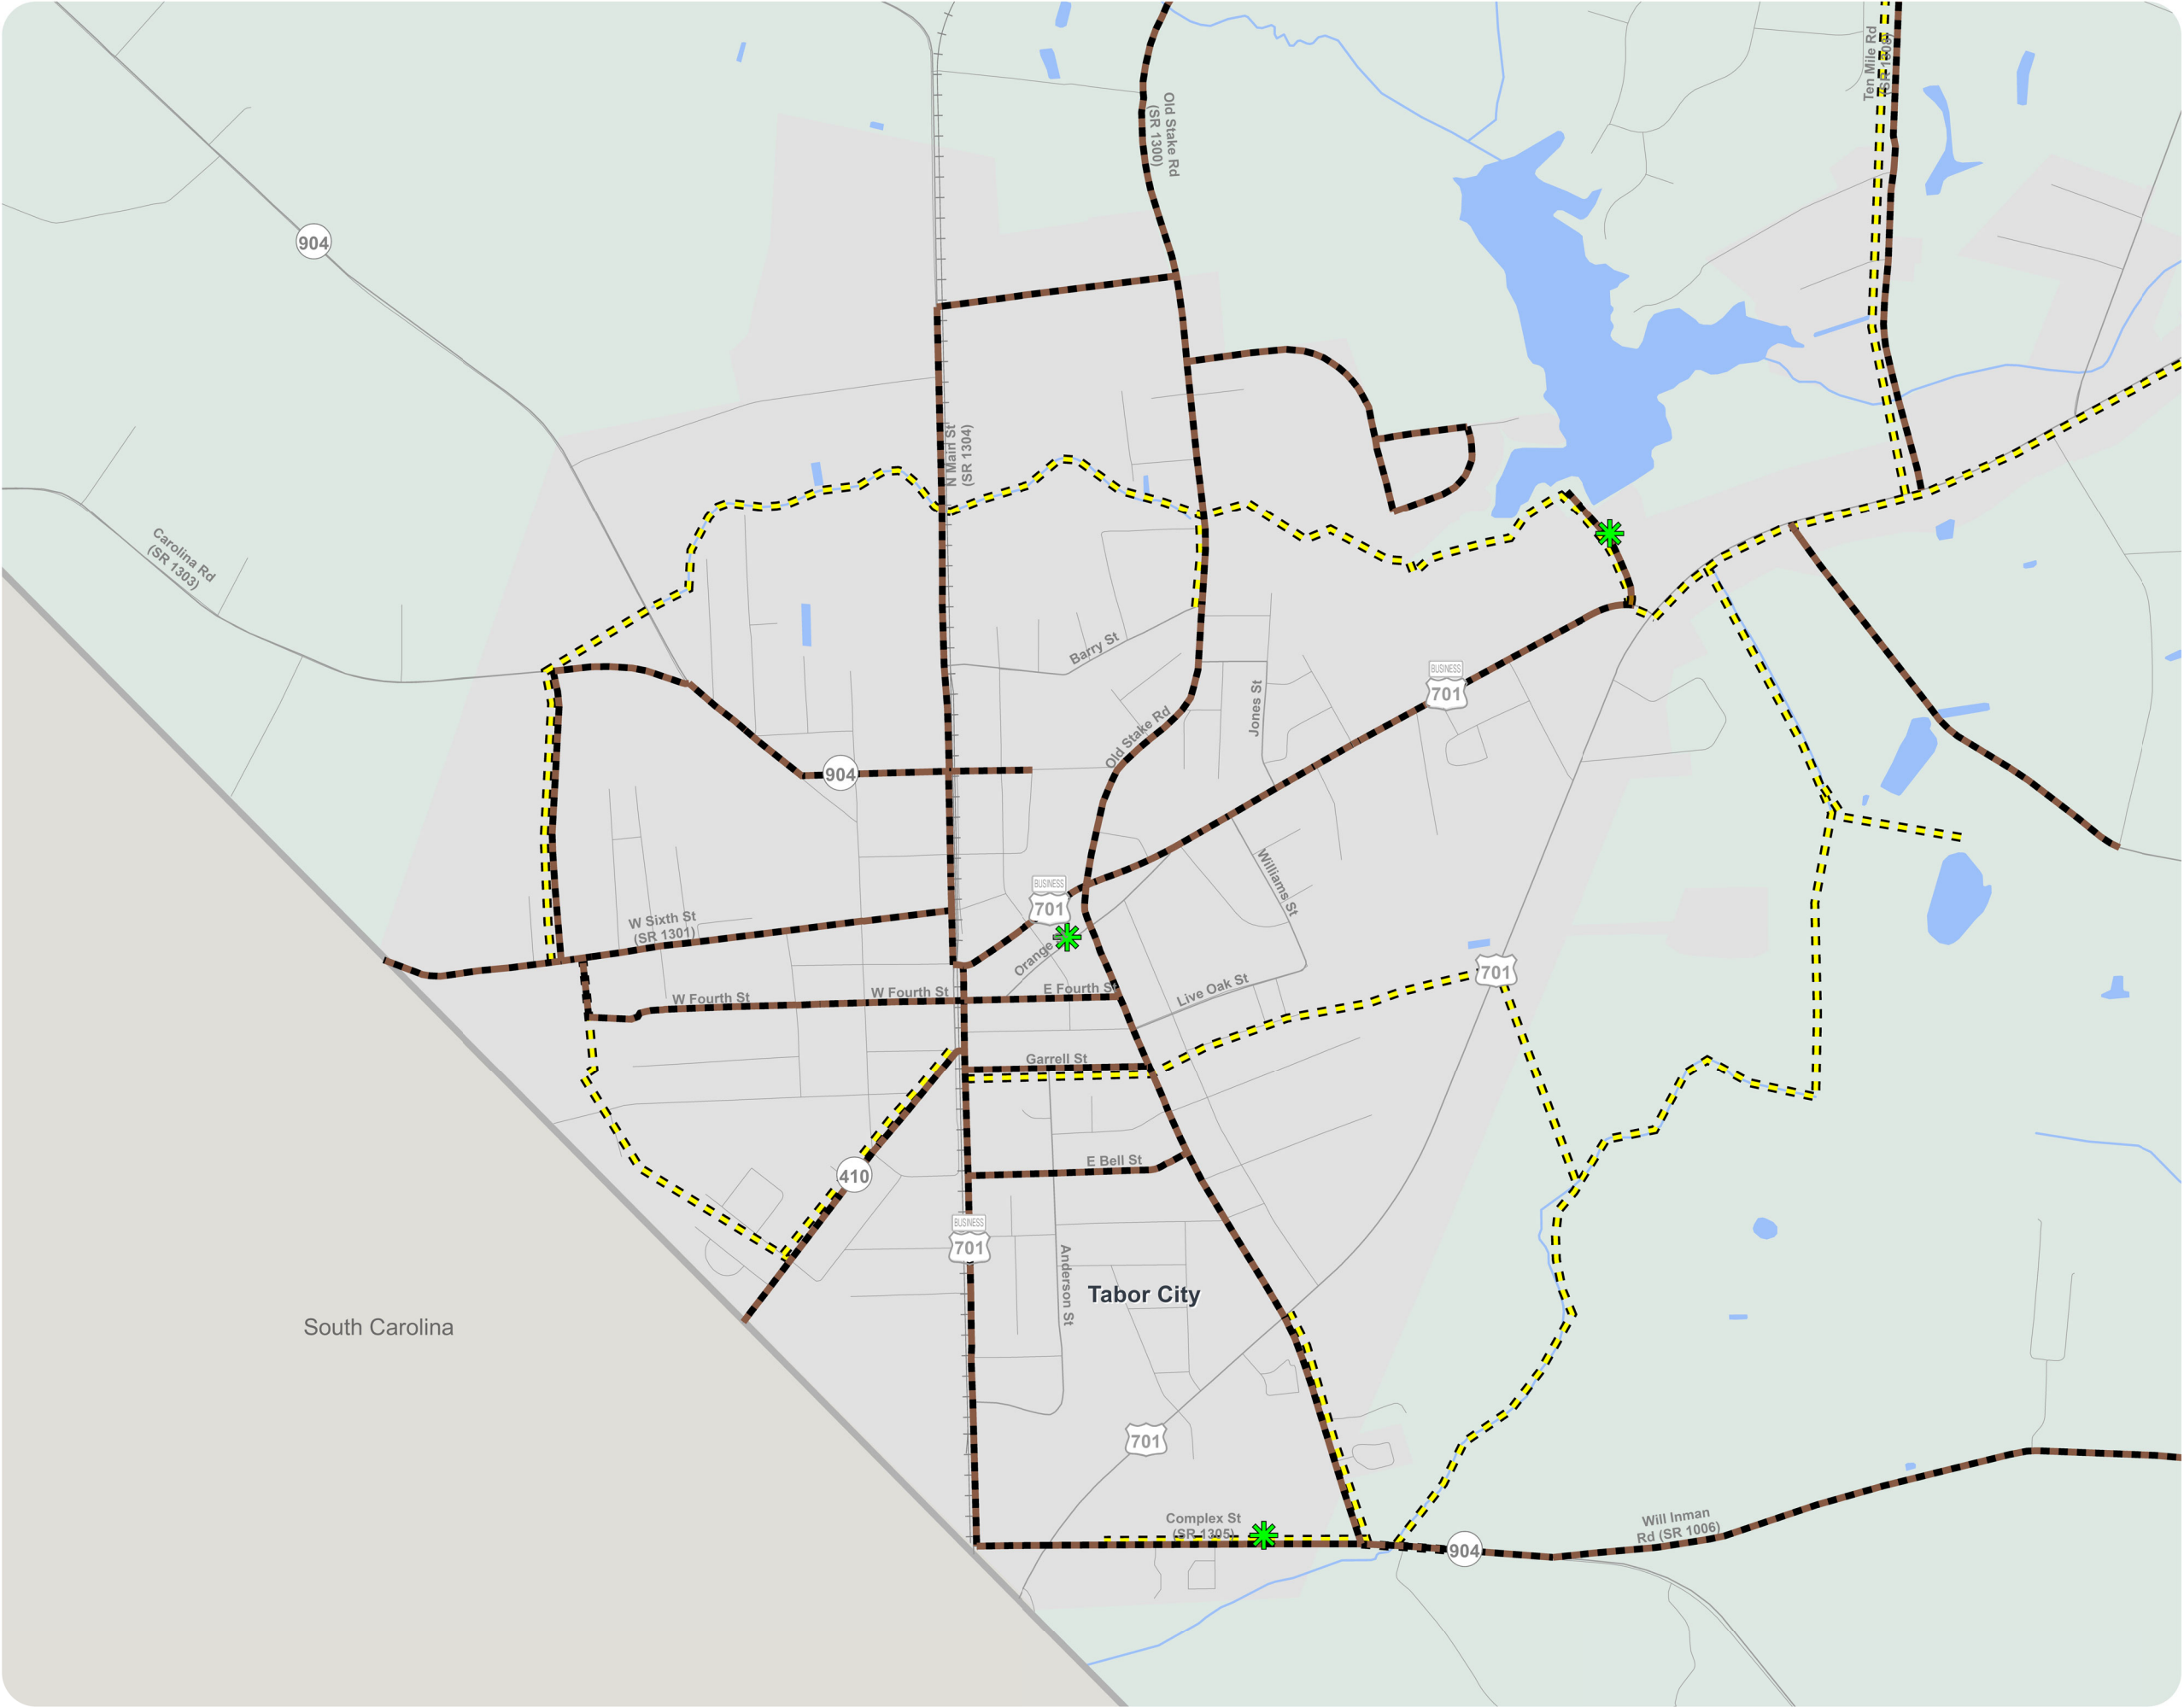 Ten Mile Rd
(SR 1308)
Old Stake Rd
(SR 1300)
904
N Main St
(SR 1304)
Carolina Rd
(SR 1303)
Barry St
BUSINESS
701
Jones St
Old Stake Rd
904
Williams St
BUSINESS
701
W Sixth St
(SR 1301)
Orange
701
Live Oak St
E Fourth St
W Fourth St
W Fourth St
Garrell St
E Bell St
410
BUSINESS
701
Anderson St
Tabor City
South Carolina
701
Complex St
(SR 1305)
Will Inman
Rd (SR 1006)
904